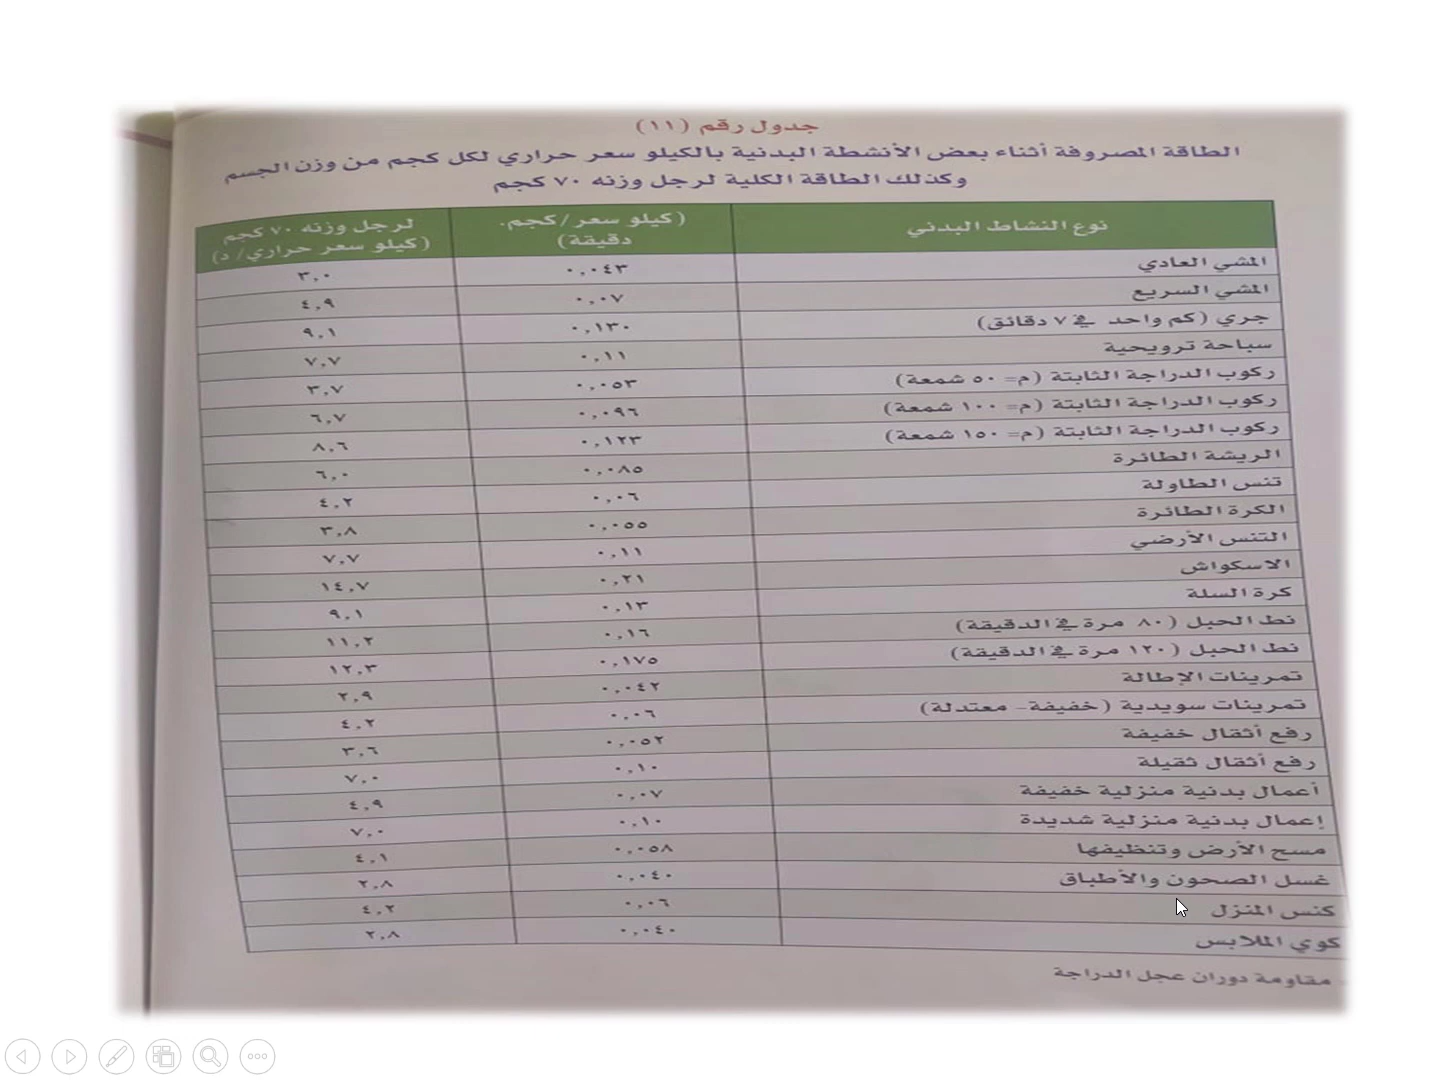 جدول رقم (١١)
الطاقة المصروفة أثناء بعض الأنشطة البدنية بالكيلو سعر حراري لكل كجم من وزن الجسم
وكذلك الطاقة الكلية لرجل وزنه ٧٠ كجم
نوع النشاط البدني (كيلو سعر/كجم. دقيقة) لرجل وزنه ٧٠ كجم (كيلو سعر حراري/ د)
المشي العادي ٠,٠٤٣ ٣,٠
المشي السريع ٠,٠٧ ٤,٩
جري (كم واحد في ٧ دقائق) ٠,١٣٠ ٩,١
سباحة ترويحية ٠,١١ ٧,٧
ركوب الدراجة الثابتة (م= ٥٠ شمعة) ٠,٠٥٣ ٣,٧
ركوب الدراجة الثابتة (م= ١٠٠ شمعة) ٠,٠٩٦ ٦,٧
ركوب الدراجة الثابتة (م= ١٥٠ شمعة) ٠,١٢٣ ٨,٦
الريشة الطائرة ٠,٠٨٥ ٦,٠
تنس الطاولة ٠,٠٦ ٤,٢
الكرة الطائرة ٠,٠٥٥ ٣,٨
التنس الأرضي ٠,١١ ٧,٧
الاسكواش ٠,٢١ ١٤,٧
كرة السلة ٠,١٣ ٩,١
نط الحبل (٨٠ مرة في الدقيقة) ٠,١٦ ١١,٢
نط الحبل (١٢٠ مرة في الدقيقة) ٠,١٧٥ ١٢,٣
تمرينات الإطالة ٠,٠٤٢ ٢,٩
تمرينات سويدية (خفيفة- معتدلة) ٠,٠٦ ٤,٢
رفع أثقال خفيفة ٠,٠٥٢ ٣,٦
رفع أثقال ثقيلة ٠,١٠ ٧,٠
أعمال بدنية منزلية خفيفة ٠,٠٧ ٤,٩
إعمال بدنية منزلية شديدة ٠,١٠ ٧,٠
مسح الأرض وتنظيفها ٠,٠٥٨ ٤,١
غسل الصحون والأطباق ٠,٠٤٠ ٢,٨
كنس المنزل ٠,٠٦ ٤,٢
كوي الملابس ٠,٠٤٠ ٢,٨
مقاومة دوران عجل الدراجة